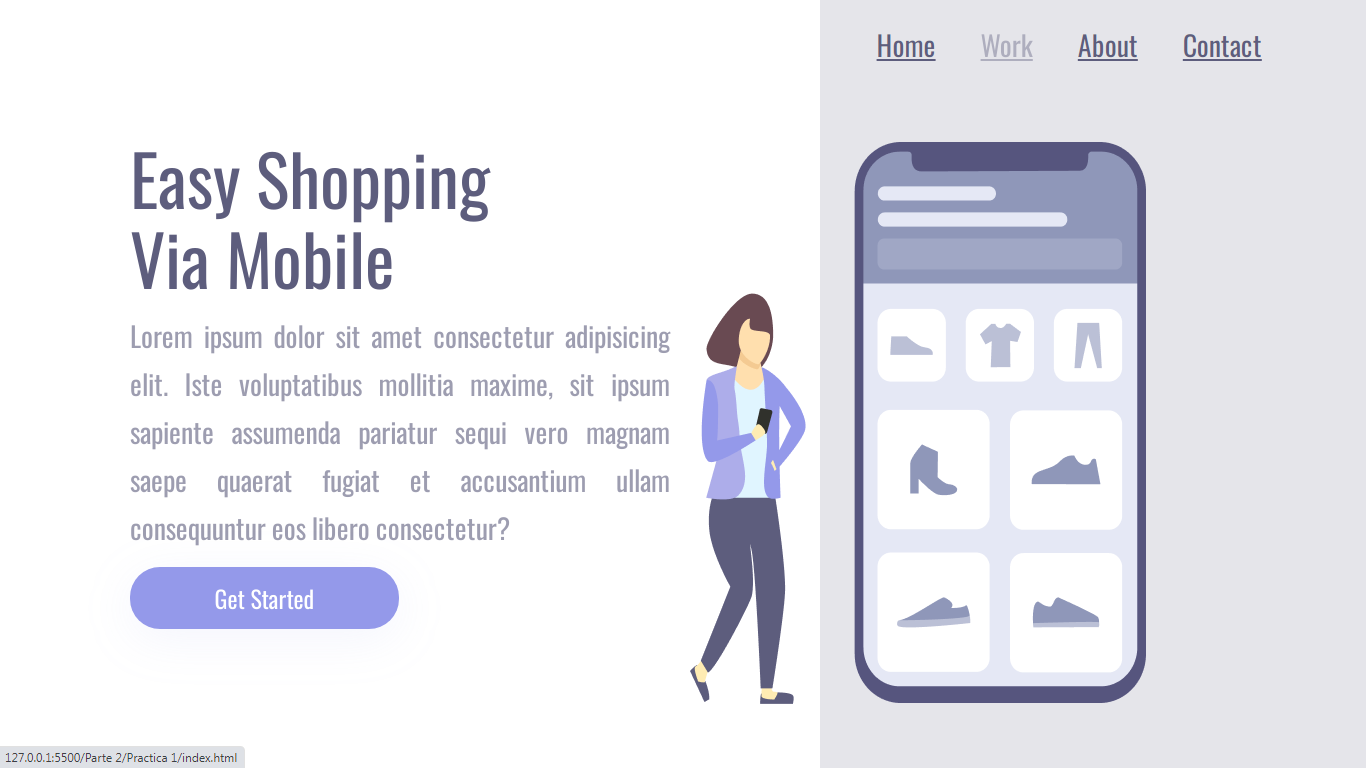 Home Work About Contact
Easy Shopping
Via Mobile
Lorem ipsum dolor sit amet consectetur adipisicing
elit. Iste voluptatibus mollitia maxime, sit ipsum
sapiente assumenda pariatur sequi vero magnam
saepe quaerat fugiat et accusantium ullam
consequuntur eos libero consectetur?
Get Started
127.0.0.1:5500/Parte 2/Practica 1/index.html